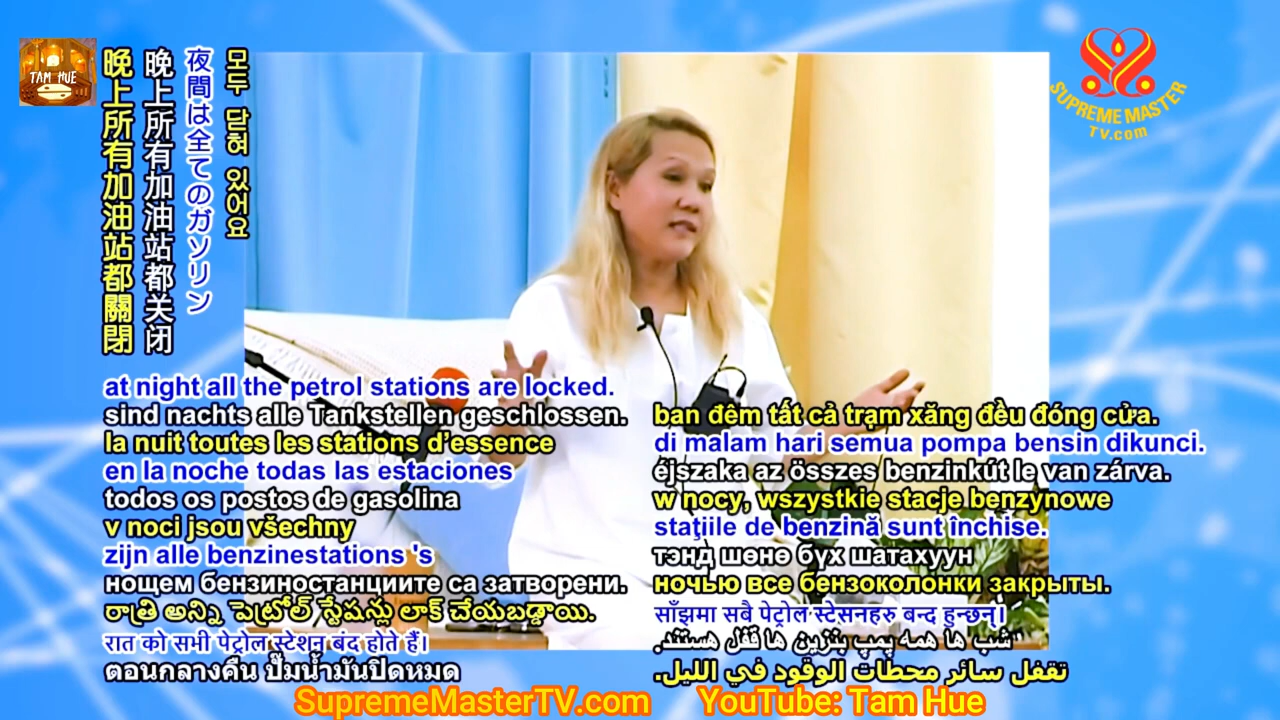 TAM HUE
SUPREME MASTER
TV.com
晚上所有加油站都關閉
晚上所有加油站都关闭
夜間は全てのガソリン
모두 닫혀 있어요
at night all the petrol stations are locked.
sind nachts alle Tankstellen geschlossen.
la nuit toutes les stations d’essence
en la noche todas las estaciones
todos os postos de gasolina
v noci jsou všechny
zijn alle benzinestations 's
нощем бензиностанциите са затворени.
రాత్రి అన్ని పెట్రోల్ స్టేషన్లు లాక్ చేయబడ్డాయి.
रात को सभी पेट्रोल स्टेशन बंद होते हैं।
ตอนกลางคืน ปั๊มน้ำมันปิดหมด
ban đêm tất cả trạm xăng đều đóng cửa.
di malam hari semua pompa bensin dikunci.
éjszaka az összes benzinkút le van zárva.
w nocy, wszystkie stacje benzynowe
staţiile de benzină sunt închise.
тэнд шөнө бүх шатахуун
ночью все бензоколонки закрыты.
साँझमा सबै पेट्रोल स्टेसनहरु बन्द हुन्छन्।
شب ها همه پمپ بنزین ها قفل هستند.
تقفل سائر محطات الوقود في الليل.
SupremeMasterTV.com YouTube: Tam Hue